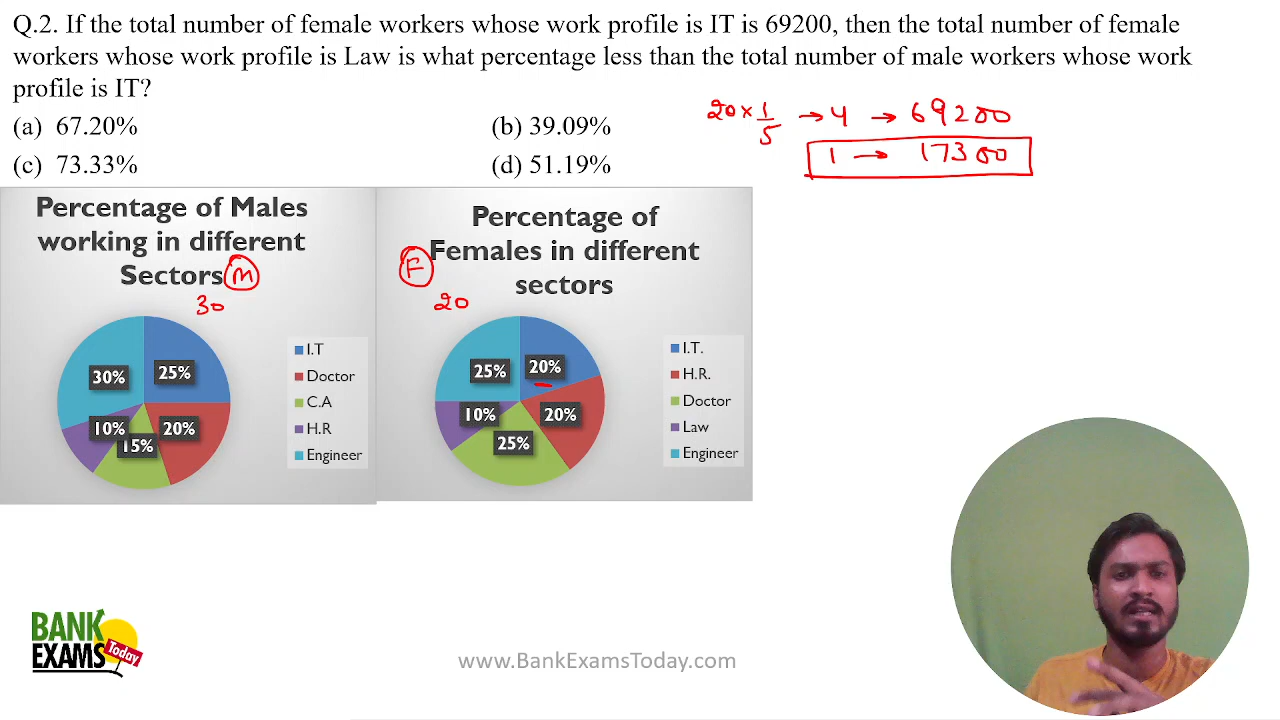 Q.2. If the total number of female workers whose work profile is IT is 69200, then the total number of female
workers whose work profile is Law is what percentage less than the total number of male workers whose work
profile is IT?
(a) 67.20%
(b) 39.09%
(c) 73.33%
(d) 51.19%
20 × 1/5 → 4 → 69200
1 → 17300
Percentage of Males
working in different
Sectors M
30
30%
25%
10%
15%
20%
I.T
Doctor
C.A
H.R
Engineer
Percentage of
F Females in different
sectors
20
25%
20%
10%
20%
25%
I.T.
H.R.
Doctor
Law
Engineer
BANK
EXAMS Today
www.BankExamsToday.com